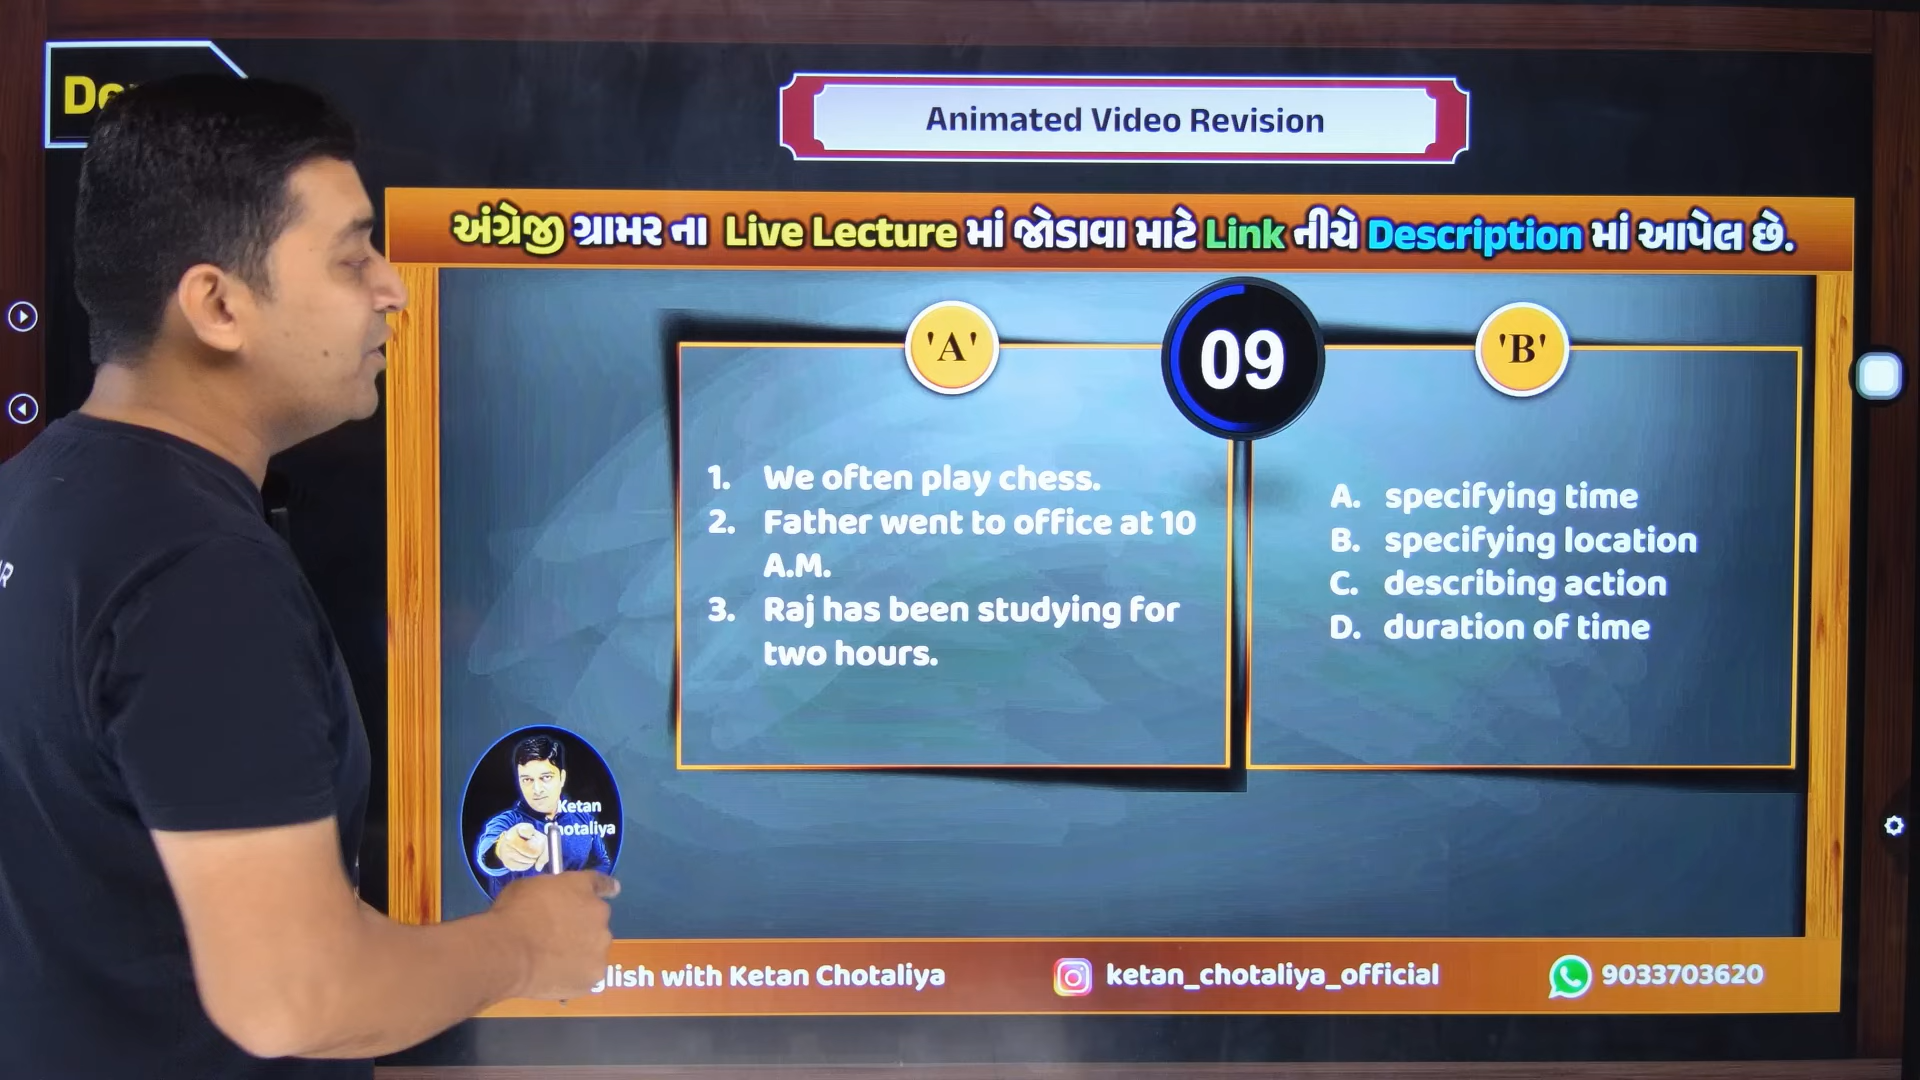 Animated Video Revision
અંગ્રેજી ગ્રામર ના Live Lecture માં જોડાવા માટે Link નીચે Description માં આપેલ છે.
'A'
09
'B'
1. We often play chess.
2. Father went to office at 10
A.M.
3. Raj has been studying for
two hours.
A. specifying time
B. specifying location
C. describing action
D. duration of time
Ketan
Chotaliya
with Ketan Chotaliya
ketan_chotaliya_official
9033703620